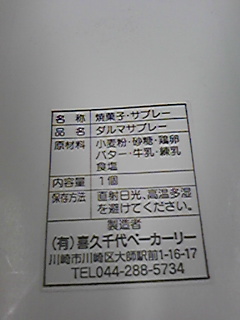 名称 焼菓子・サブレー
品名 ダルマサブレー
原材料 小麦粉・砂糖・鶏卵
バター・牛乳・練乳
食塩
内容量 1個
保存方法 直射日光、高温多湿
を避けてください。
製造者
(有)喜久千代ベーカーリー
川崎市川崎区大師駅前1-16-17
TEL044-288-5734